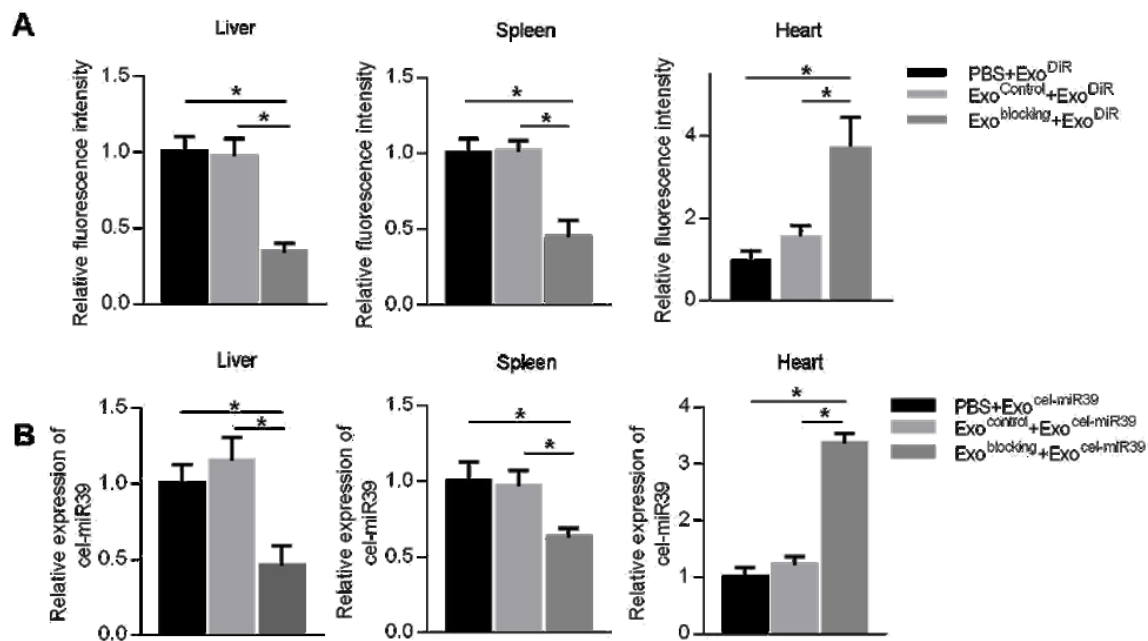 A
Liver
Relative fluorescence intensity
1.5
1.0
0.5
0.0
*
*
Spleen
Relative fluorescence intensity
1.5
1.0
0.5
0.0
*
*
Heart
Relative fluorescence intensity
4
2
0
*
*
PBS+Exo^DiR
Exo^Control+Exo^DiR
Exo^blocking+Exo^DiR
B
Liver
Relative expression of
cel-miR39
1.5
1.0
0.5
0.0
*
*
Spleen
Relative expression of
cel-miR39
1.5
1.0
0.5
0.0
*
*
Heart
Relative expression of
cel-miR39
4
3
2
1
0
*
*
PBS+Exo^cel-miR39
Exo^control+Exo^cel-miR39
Exo^blocking+Exo^cel-miR39